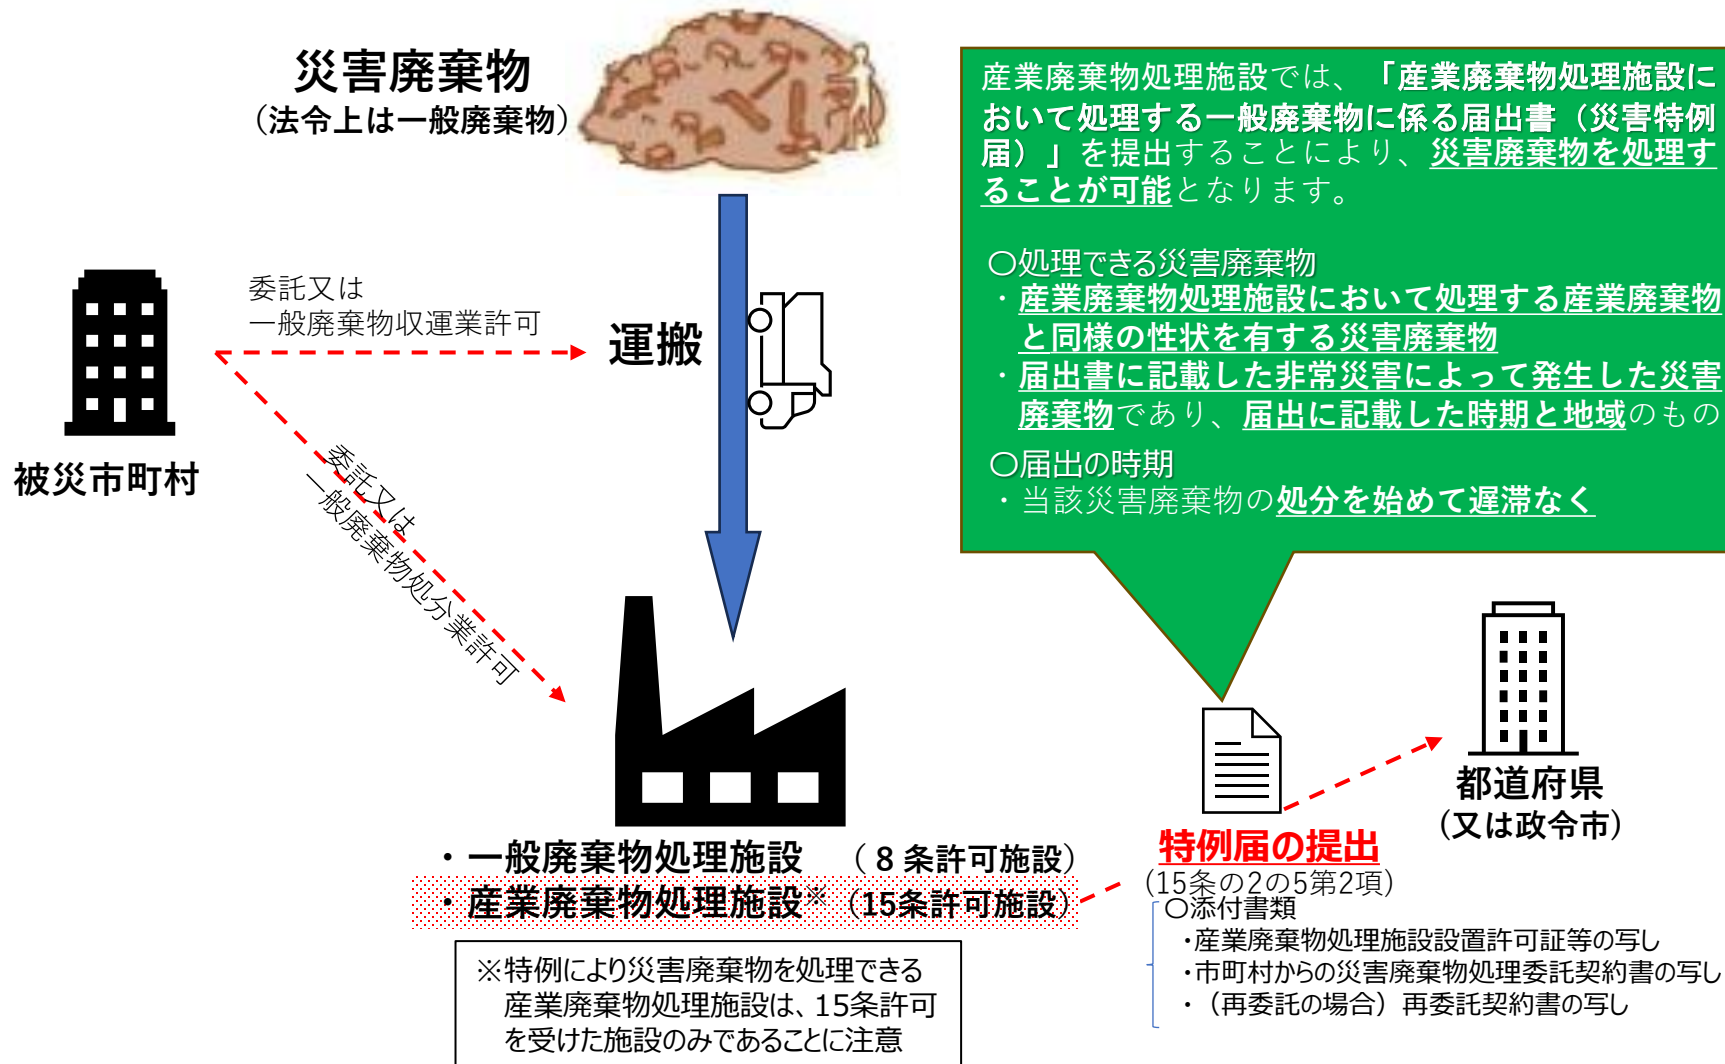 災害廃棄物
（法令上は一般廃棄物）
産業廃棄物処理施設では、「産業廃棄物処理施設に
おいて処理する一般廃棄物に係る届出書（災害特例
届）」を提出することにより、災害廃棄物を処理す
ることが可能となります。
〇処理できる災害廃棄物
・産業廃棄物処理施設において処理する産業廃棄物
と同様の性状を有する災害廃棄物
・届出書に記載した非常災害によって発生した災害
廃棄物であり、届出に記載した時期と地域のもの
〇届出の時期
・当該災害廃棄物の処分を始めて遅滞なく
委託又は
一般廃棄物収運業許可
運搬
被災市町村
委託又は
一般廃棄物処分業許可
・一般廃棄物処理施設　（8条許可施設）
・産業廃棄物処理施設※（15条許可施設）
※特例により災害廃棄物を処理できる
産業廃棄物処理施設は、15条許可
を受けた施設のみであることに注意
都道府県
（又は政令市）
特例届の提出
（15条の2の5第2項）
〇添付書類
・産業廃棄物処理施設設置許可証等の写し
・市町村からの災害廃棄物処理委託契約書の写し
・（再委託の場合）再委託契約書の写し